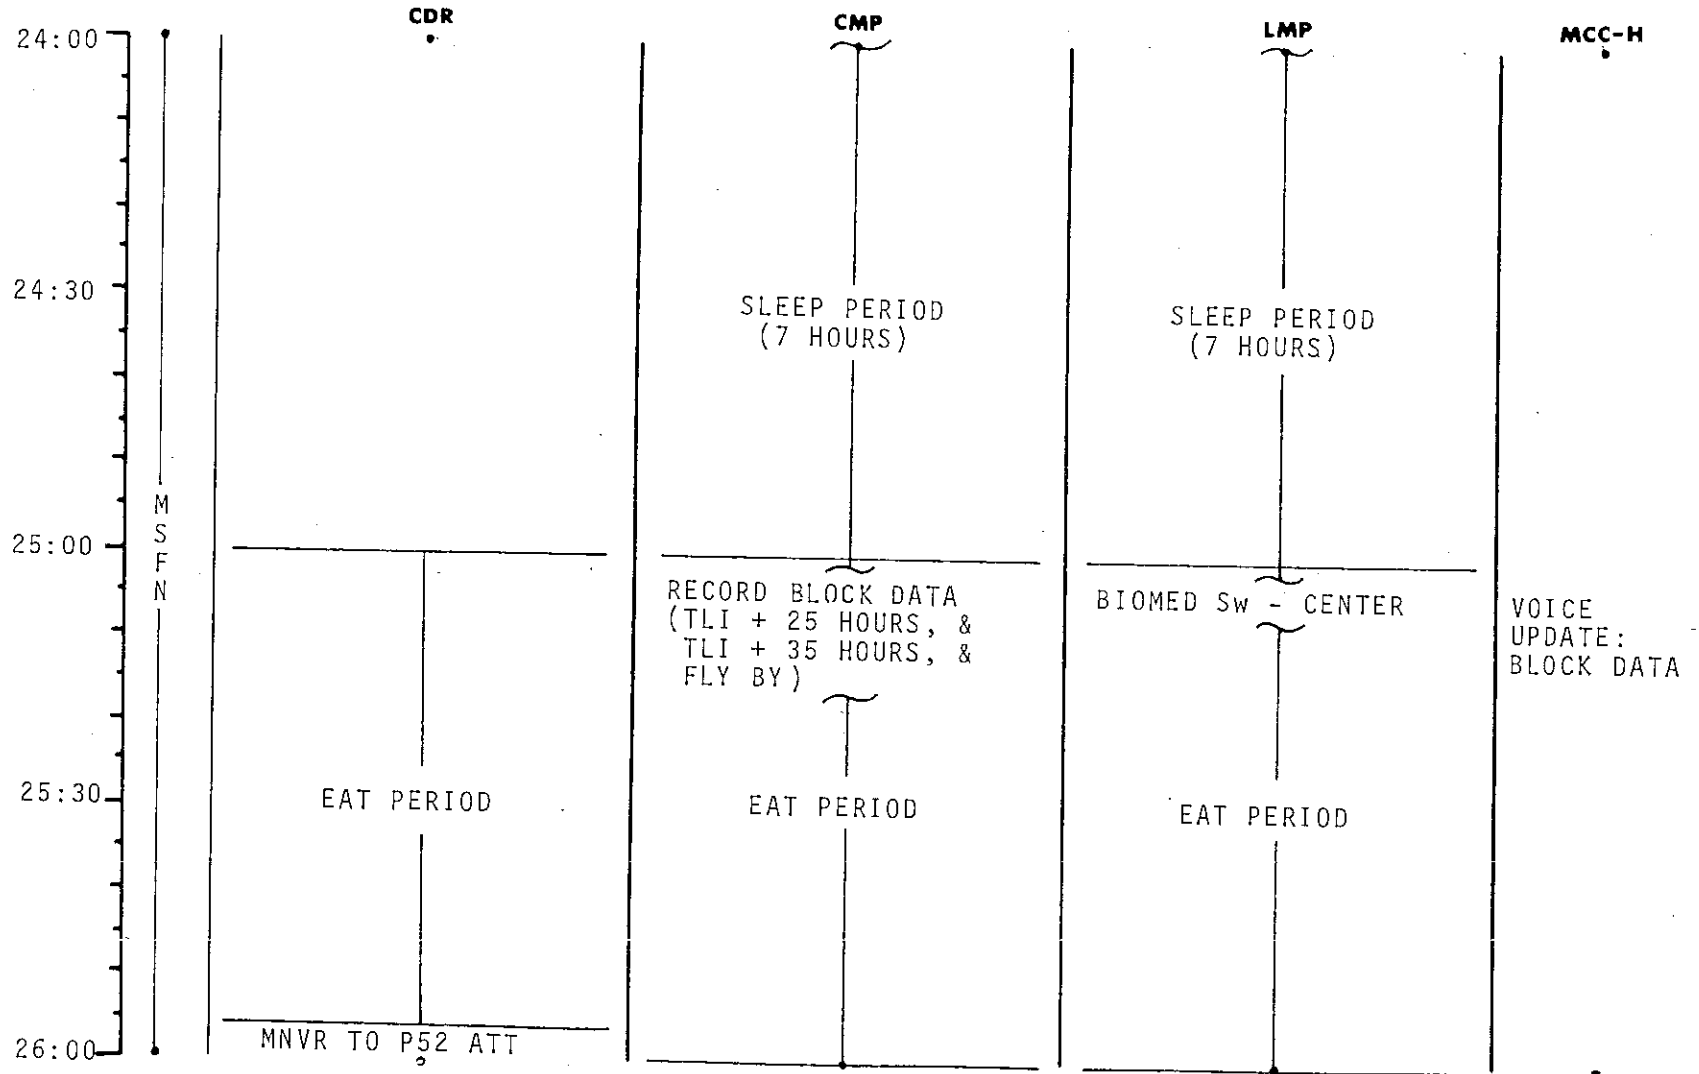 CDR
CMP
LMP
MCC-H
24:00
24:30
SLEEP PERIOD
(7 HOURS)
SLEEP PERIOD
(7 HOURS)
MSFN
25:00
RECORD BLOCK DATA
(TLI + 25 HOURS, &
TLI + 35 HOURS, &
FLY BY)
BIOMED Sw - CENTER
VOICE
UPDATE:
BLOCK DATA
25:30
EAT PERIOD
EAT PERIOD
EAT PERIOD
26:00
MNVR TO P52 ATT